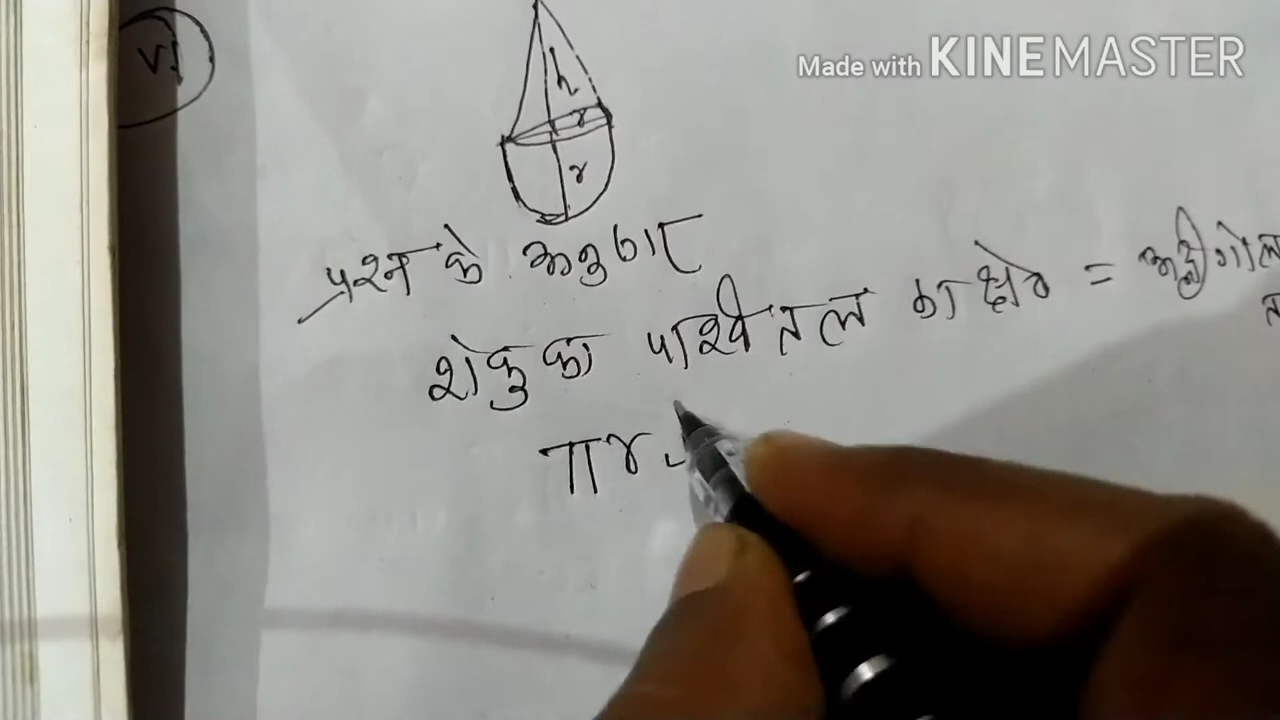 Made with KINEMASTER
VI
h
r
r
प्रश्न के अनुसार
शंकु का पार्श्व तल का क्षेत्र = अर्द्धगोल
πr